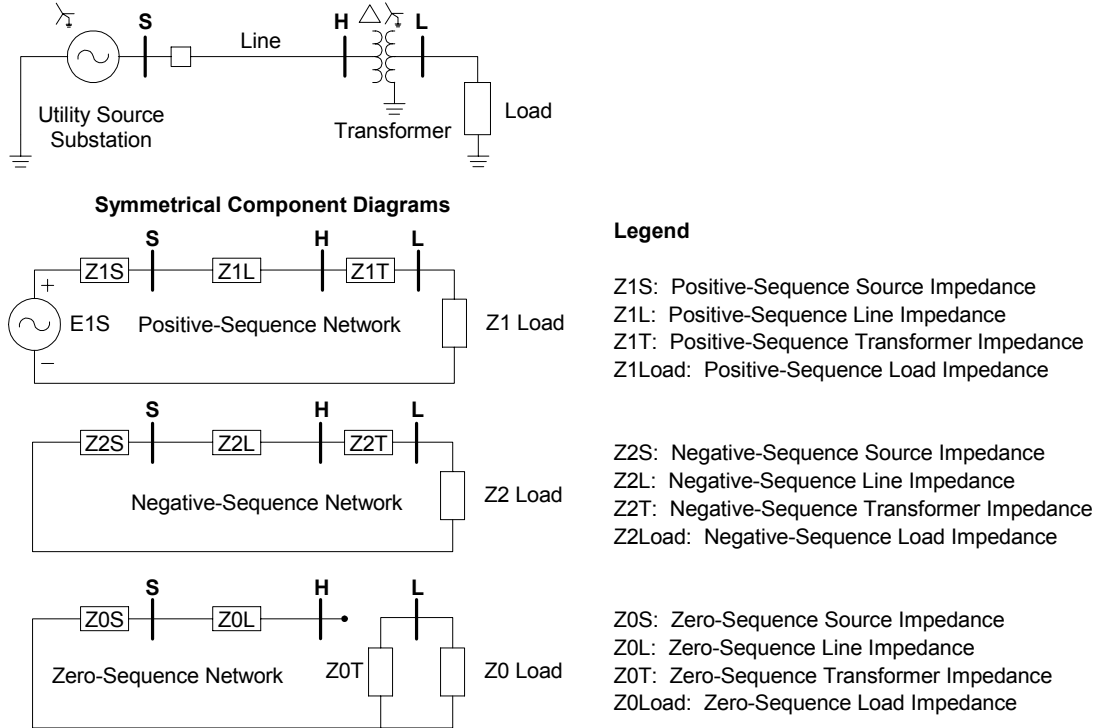 S H L
Line
Utility Source
Substation
Transformer
Load
Symmetrical Component Diagrams
S H L
Z1S Z1L Z1T
+
E1S Positive-Sequence Network Z1 Load
–
S H L
Z2S Z2L Z2T
Negative-Sequence Network Z2 Load
S H L
Z0S Z0L
Zero-Sequence Network Z0T Z0 Load
Legend
Z1S: Positive-Sequence Source Impedance
Z1L: Positive-Sequence Line Impedance
Z1T: Positive-Sequence Transformer Impedance
Z1Load: Positive-Sequence Load Impedance
Z2S: Negative-Sequence Source Impedance
Z2L: Negative-Sequence Line Impedance
Z2T: Negative-Sequence Transformer Impedance
Z2Load: Negative-Sequence Load Impedance
Z0S: Zero-Sequence Source Impedance
Z0L: Zero-Sequence Line Impedance
Z0T: Zero-Sequence Transformer Impedance
Z0Load: Zero-Sequence Load Impedance